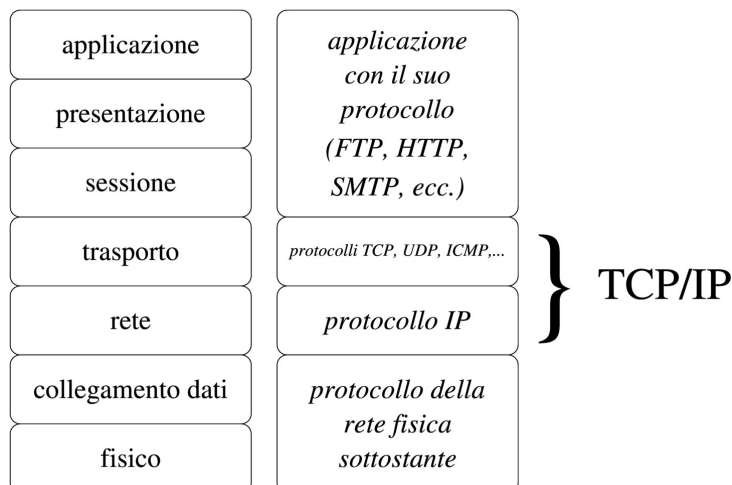 applicazione
presentazione
sessione
trasporto
rete
collegamento dati
fisico
applicazione
con il suo
protocollo
(FTP, HTTP,
SMTP, ecc.)
protocolli TCP, UDP, ICMP,...
protocollo IP
protocollo della
rete fisica
sottostante
} TCP/IP